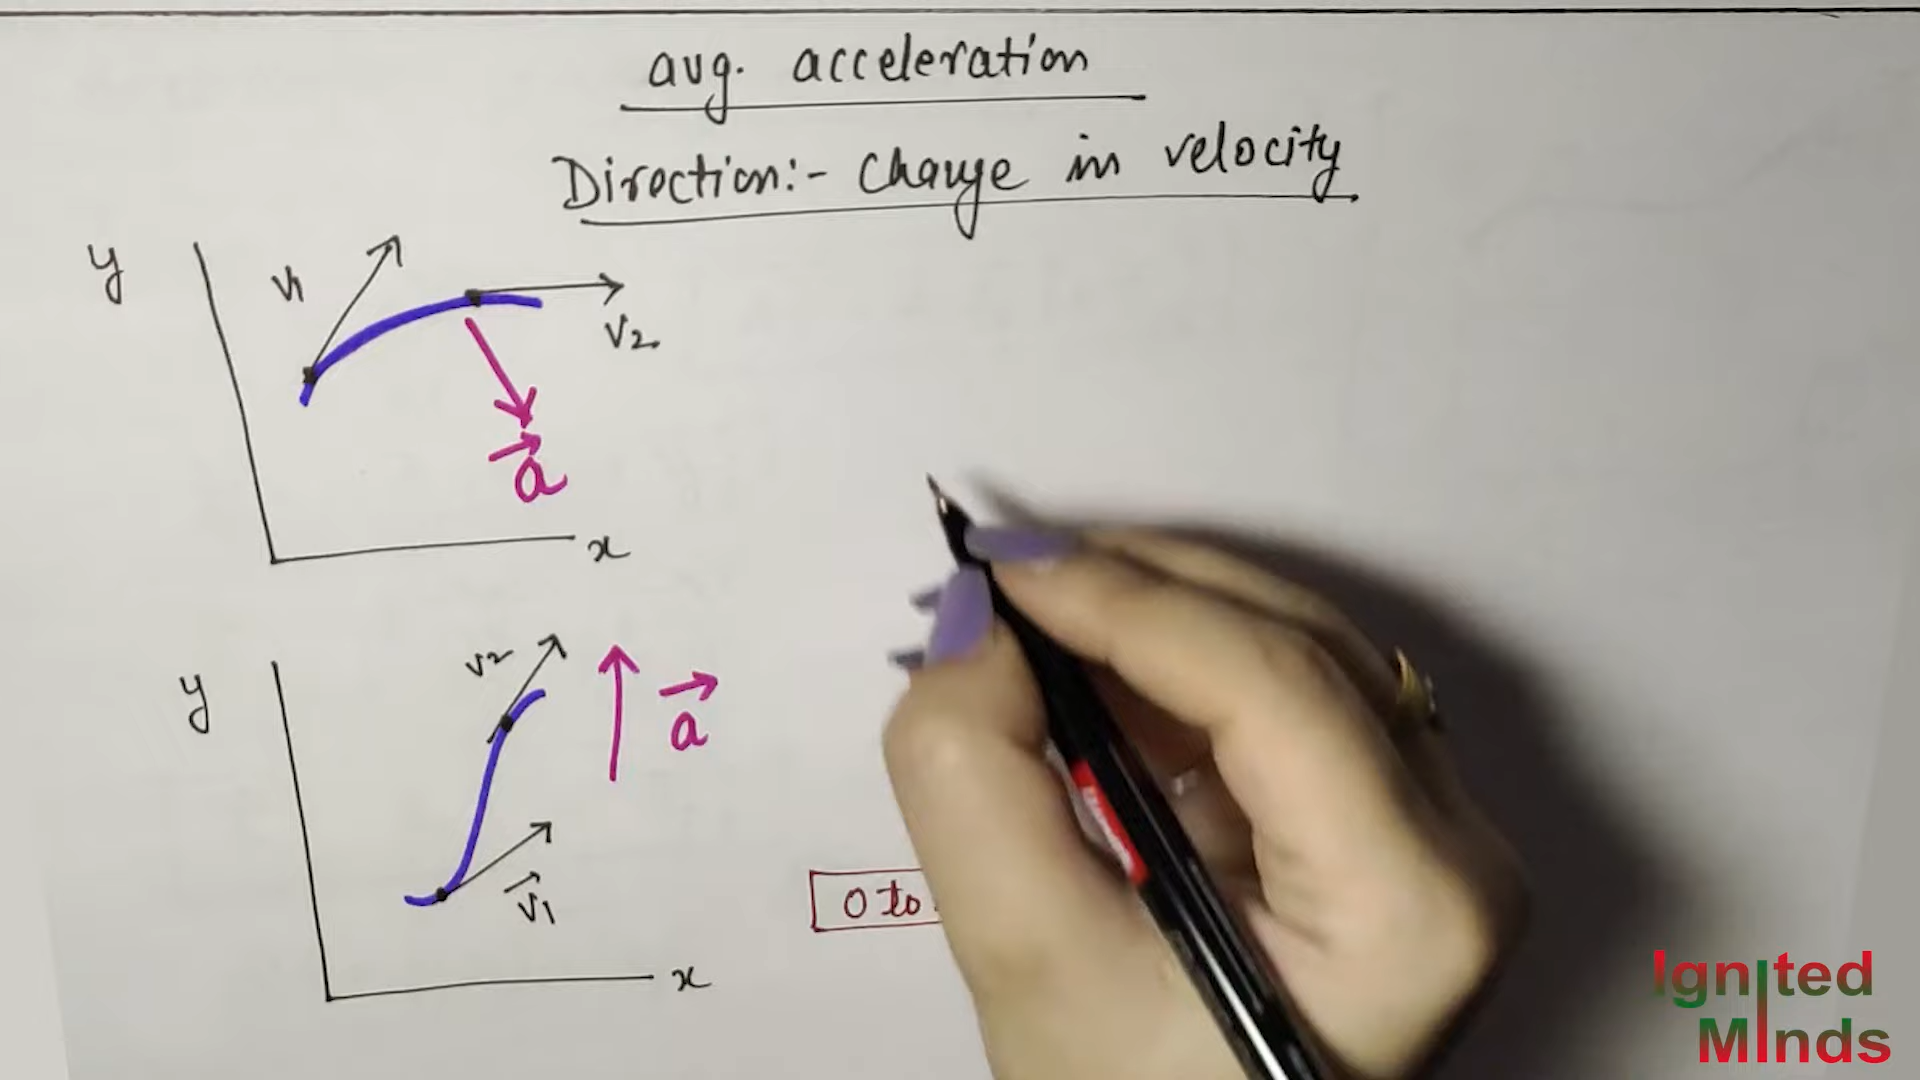 avg. acceleration
Direction:- Change in velocity
y
v1
V2.
a
x
y
v2
a
v1
x
0 to
Ignited
Minds